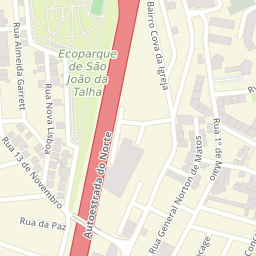 Ecoparque
de São
João da
Talha
Rua Almeida Garrett
Rua Nova Lisboa
Rua 13 de Novembro
Rua da Paz
Autoestrada do Norte
Bairro Cova da Igreja
Rua 1º de Maio
Rua General Norton de Matos
cage